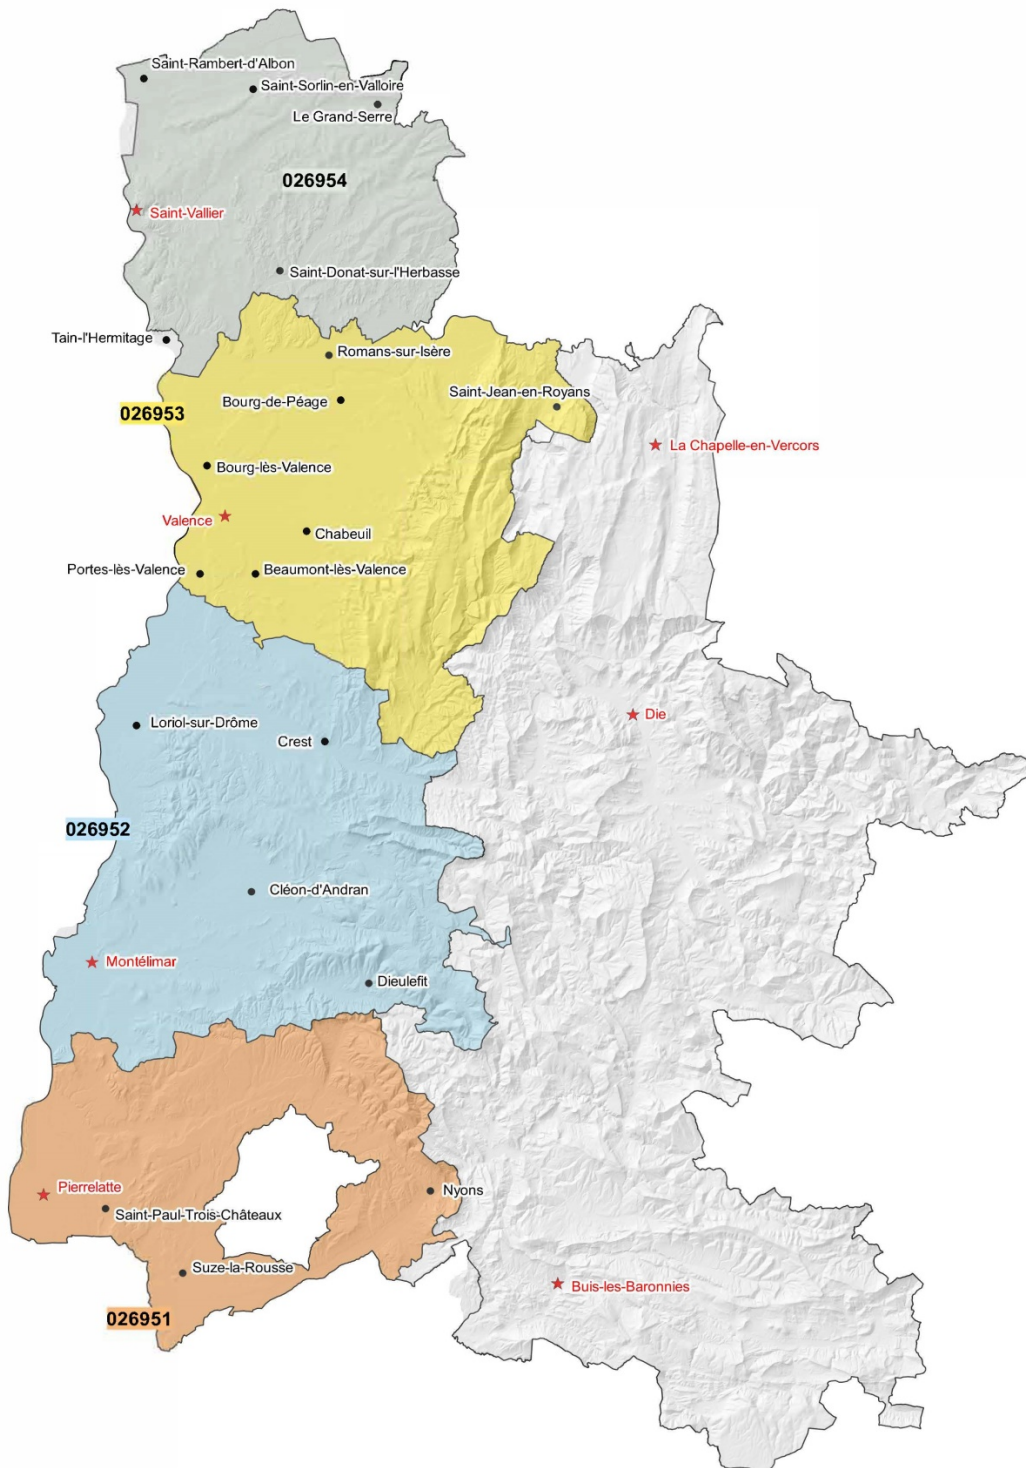 Saint-Rambert-d'Albon
Saint-Sorlin-en-Valloire
Le Grand-Serre
026954
Saint-Vallier
Saint-Donat-sur-l'Herbasse
Tain-l'Hermitage
Romans-sur-Isère
Saint-Jean-en-Royans
Bourg-de-Péage
026953
La Chapelle-en-Vercors
Bourg-lès-Valence
Valence
Chabeuil
Portes-lès-Valence
Beaumont-lès-Valence
Die
Loriol-sur-Drôme
Crest
026952
Cléon-d'Andran
Montélimar
Dieulefit
Pierrelatte
Nyons
Saint-Paul-Trois-Châteaux
Suze-la-Rousse
Buis-les-Baronnies
026951